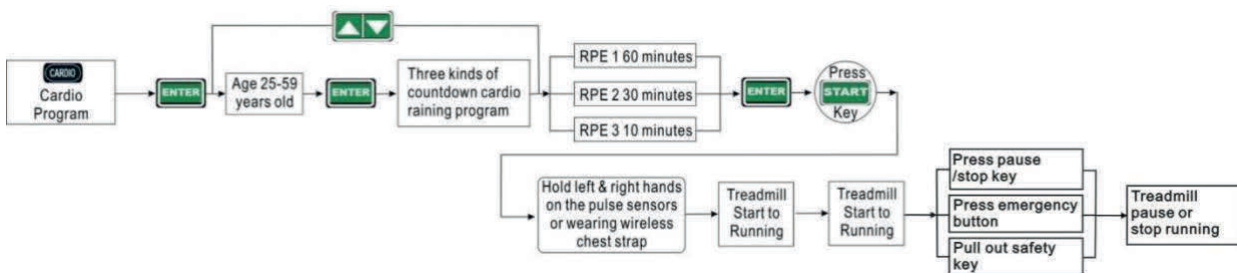 CARDIO
Cardio
Program
ENTER
Age 25-59
years old
ENTER
Three kinds of
countdown cardio
raining program
RPE 1 60 minutes
RPE 2 30 minutes
RPE 3 10 minutes
ENTER
Press
START
Key
Hold left & right hands
on the pulse sensors
or wearing wireless
chest strap
Treadmill
Start to
Running
Treadmill
Start to
Running
Press pause
/stop key
Press emergency
button
Pull out safety
key
Treadmill
pause or
stop running